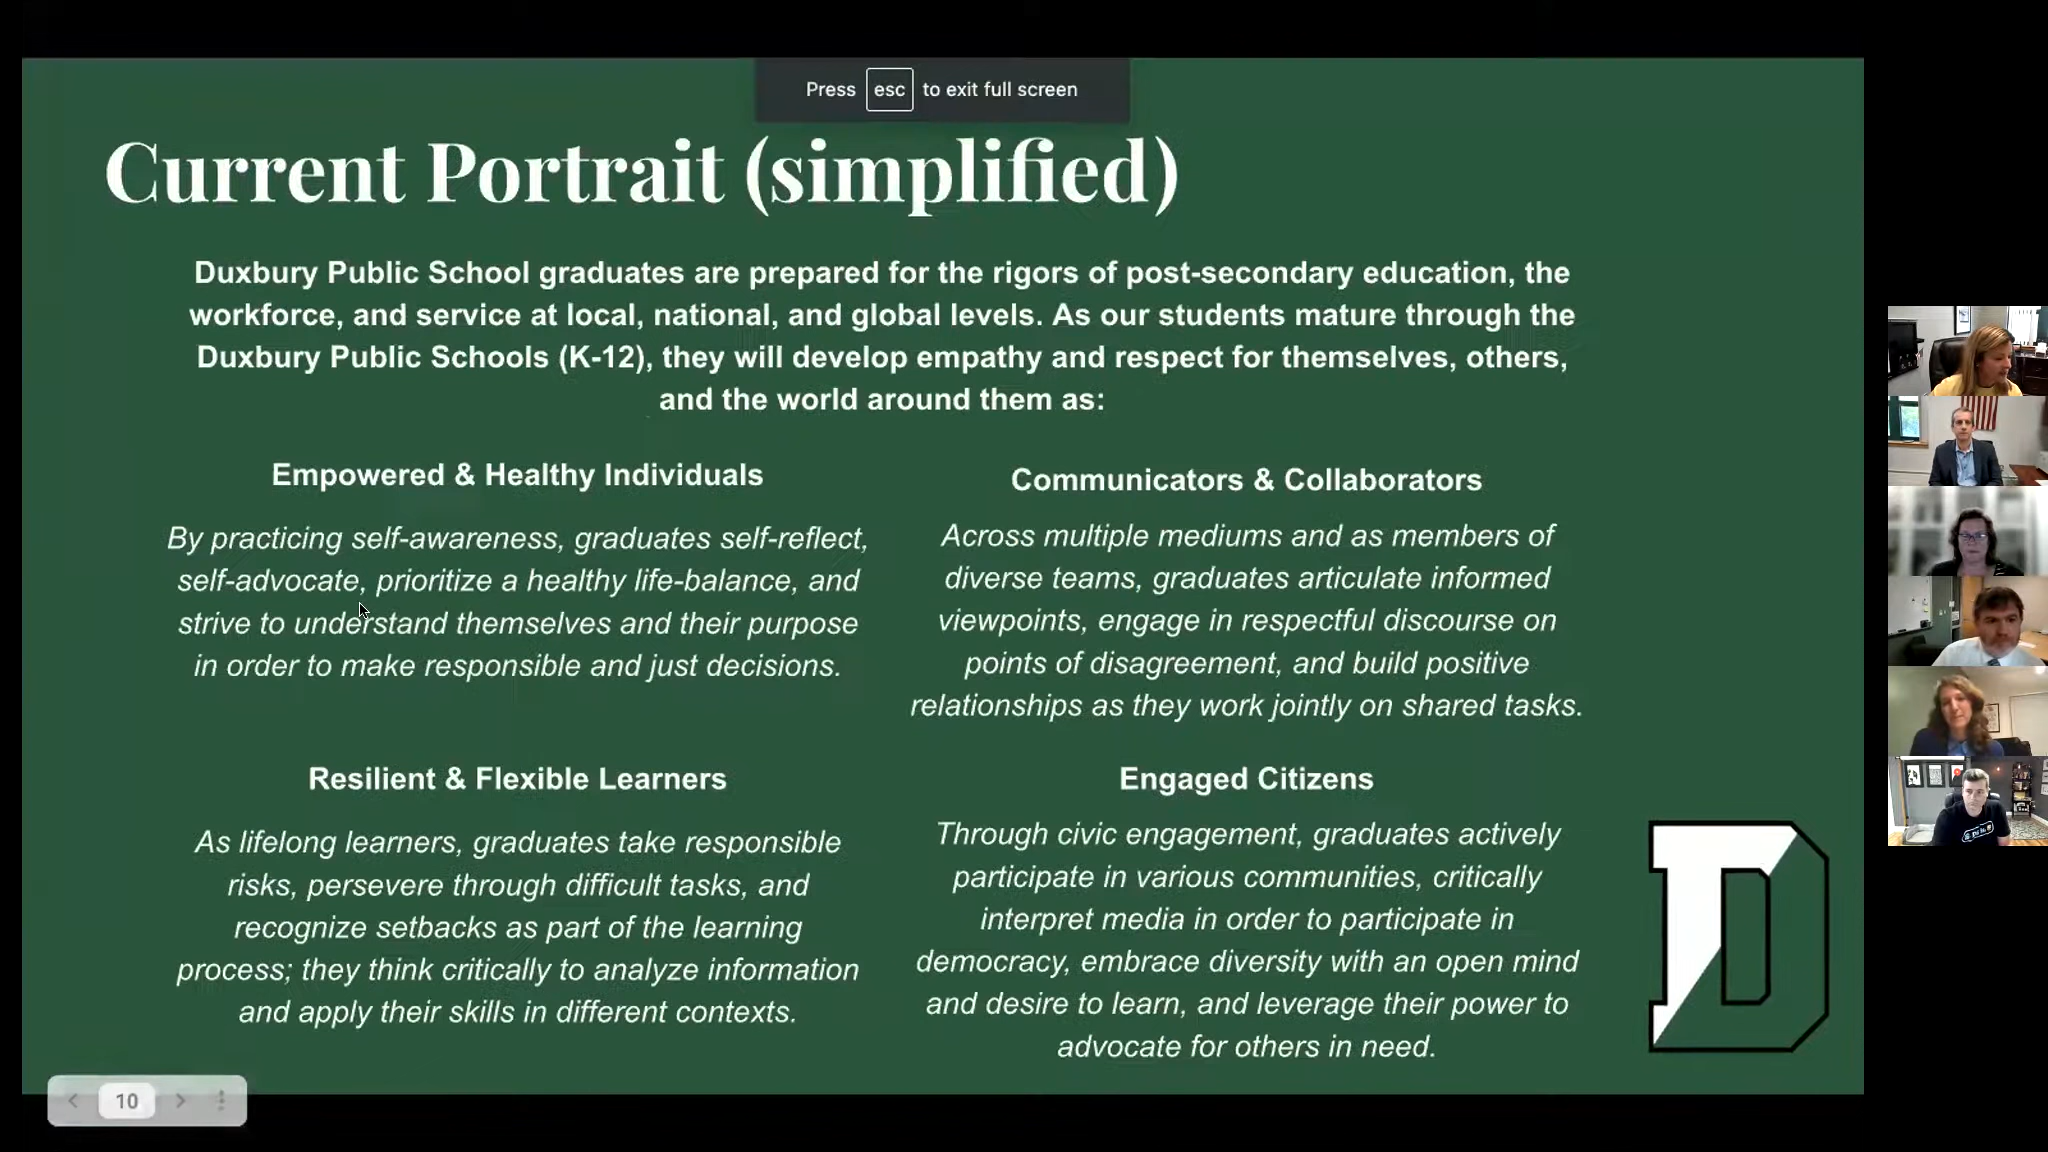 Press esc to exit full screen
Current Portrait (simplified)
Duxbury Public School graduates are prepared for the rigors of post-secondary education, the
workforce, and service at local, national, and global levels. As our students mature through the
Duxbury Public Schools (K-12), they will develop empathy and respect for themselves, others,
and the world around them as:
Empowered & Healthy Individuals
By practicing self-awareness, graduates self-reflect,
self-advocate, prioritize a healthy life-balance, and
strive to understand themselves and their purpose
in order to make responsible and just decisions.
Communicators & Collaborators
Across multiple mediums and as members of
diverse teams, graduates articulate informed
viewpoints, engage in respectful discourse on
points of disagreement, and build positive
relationships as they work jointly on shared tasks.
Resilient & Flexible Learners
As lifelong learners, graduates take responsible
risks, persevere through difficult tasks, and
recognize setbacks as part of the learning
process; they think critically to analyze information
and apply their skills in different contexts.
Engaged Citizens
Through civic engagement, graduates actively
participate in various communities, critically
interpret media in order to participate in
democracy, embrace diversity with an open mind
and desire to learn, and leverage their power to
advocate for others in need.
D
10